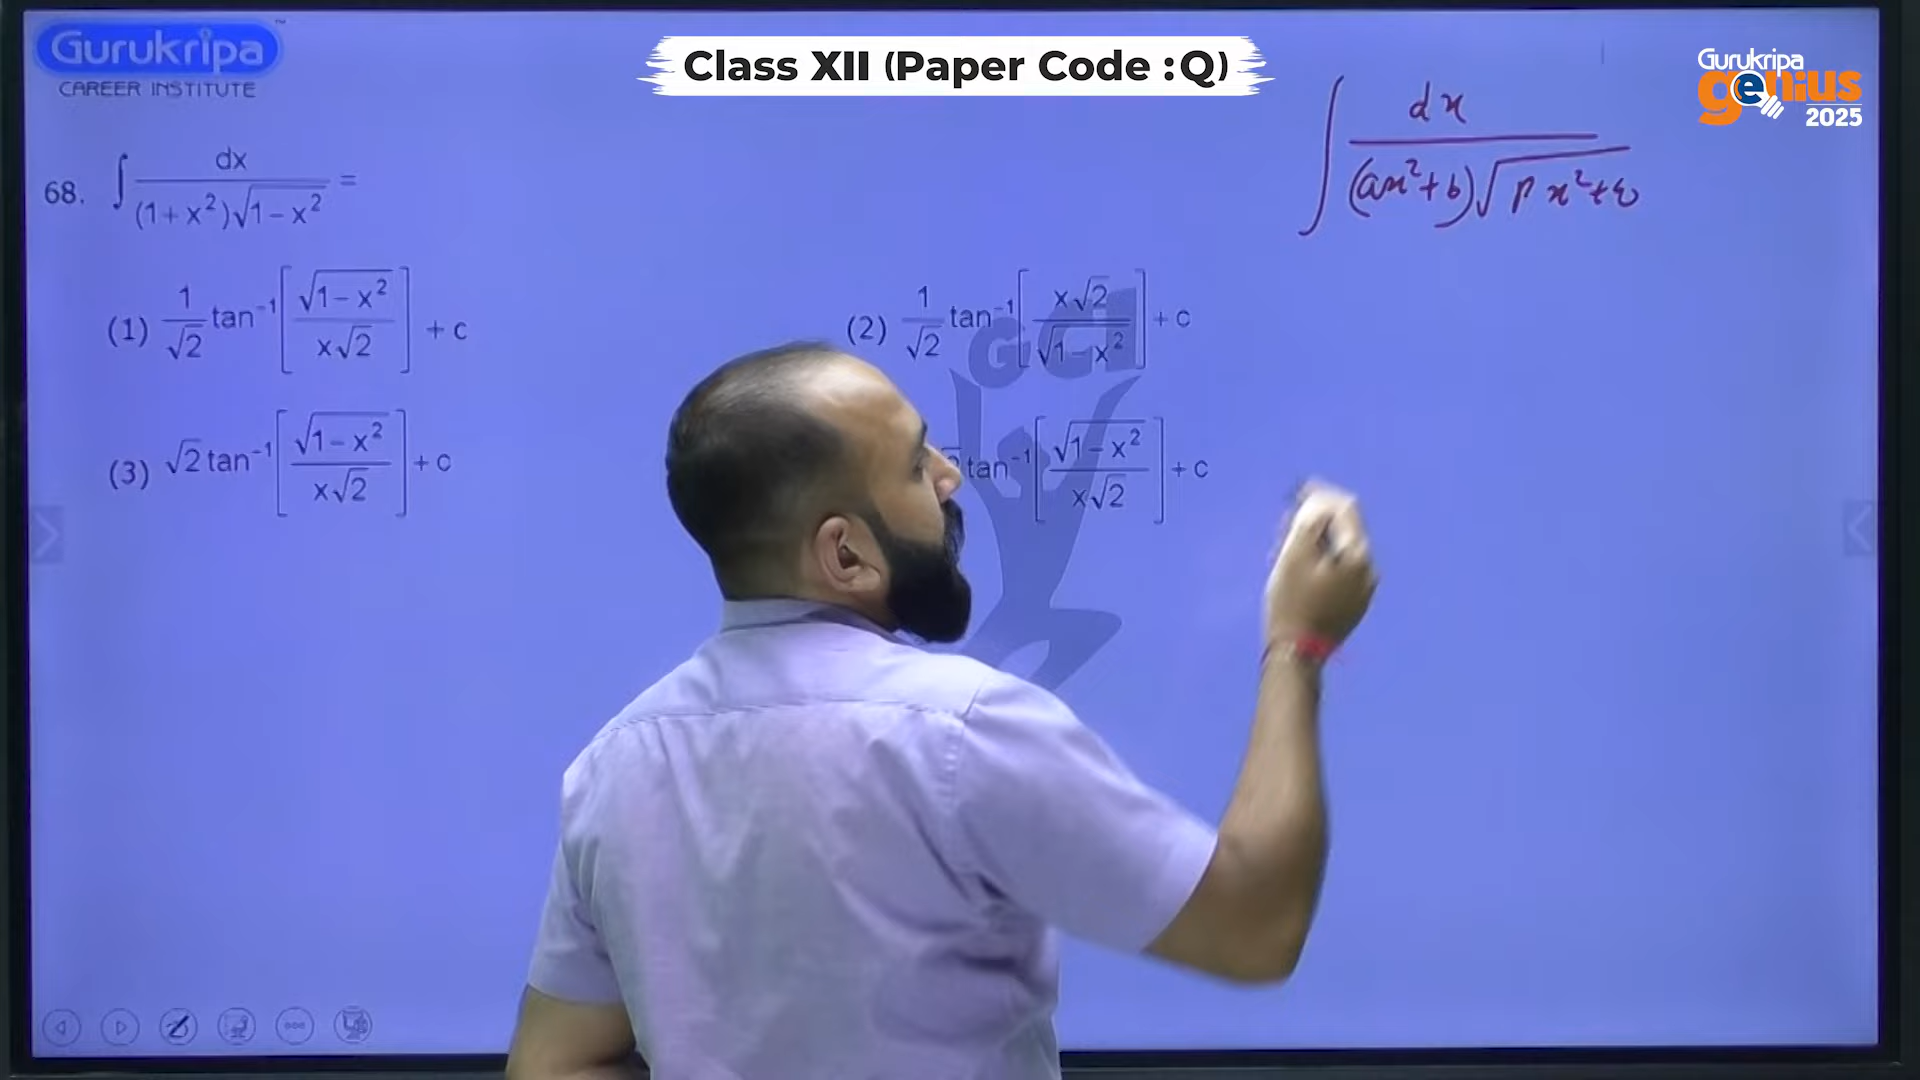 Gurukripa™
CAREER INSTITUTE
Class XII (Paper Code : Q)
Gurukripa
genius
2025
∫ dx / (ax²+b)√(px²+q)
68. ∫ dx / (1+x²)√(1−x²) =
(1) 1/√2 tan⁻¹[√(1−x²) / x√2] + c
(2) 1/√2 tan⁻¹[x√2 / √(1−x²)] + c
(3) √2 tan⁻¹[√(1−x²) / x√2] + c
tan⁻¹[√(1−x²) / x√2] + c
GCI